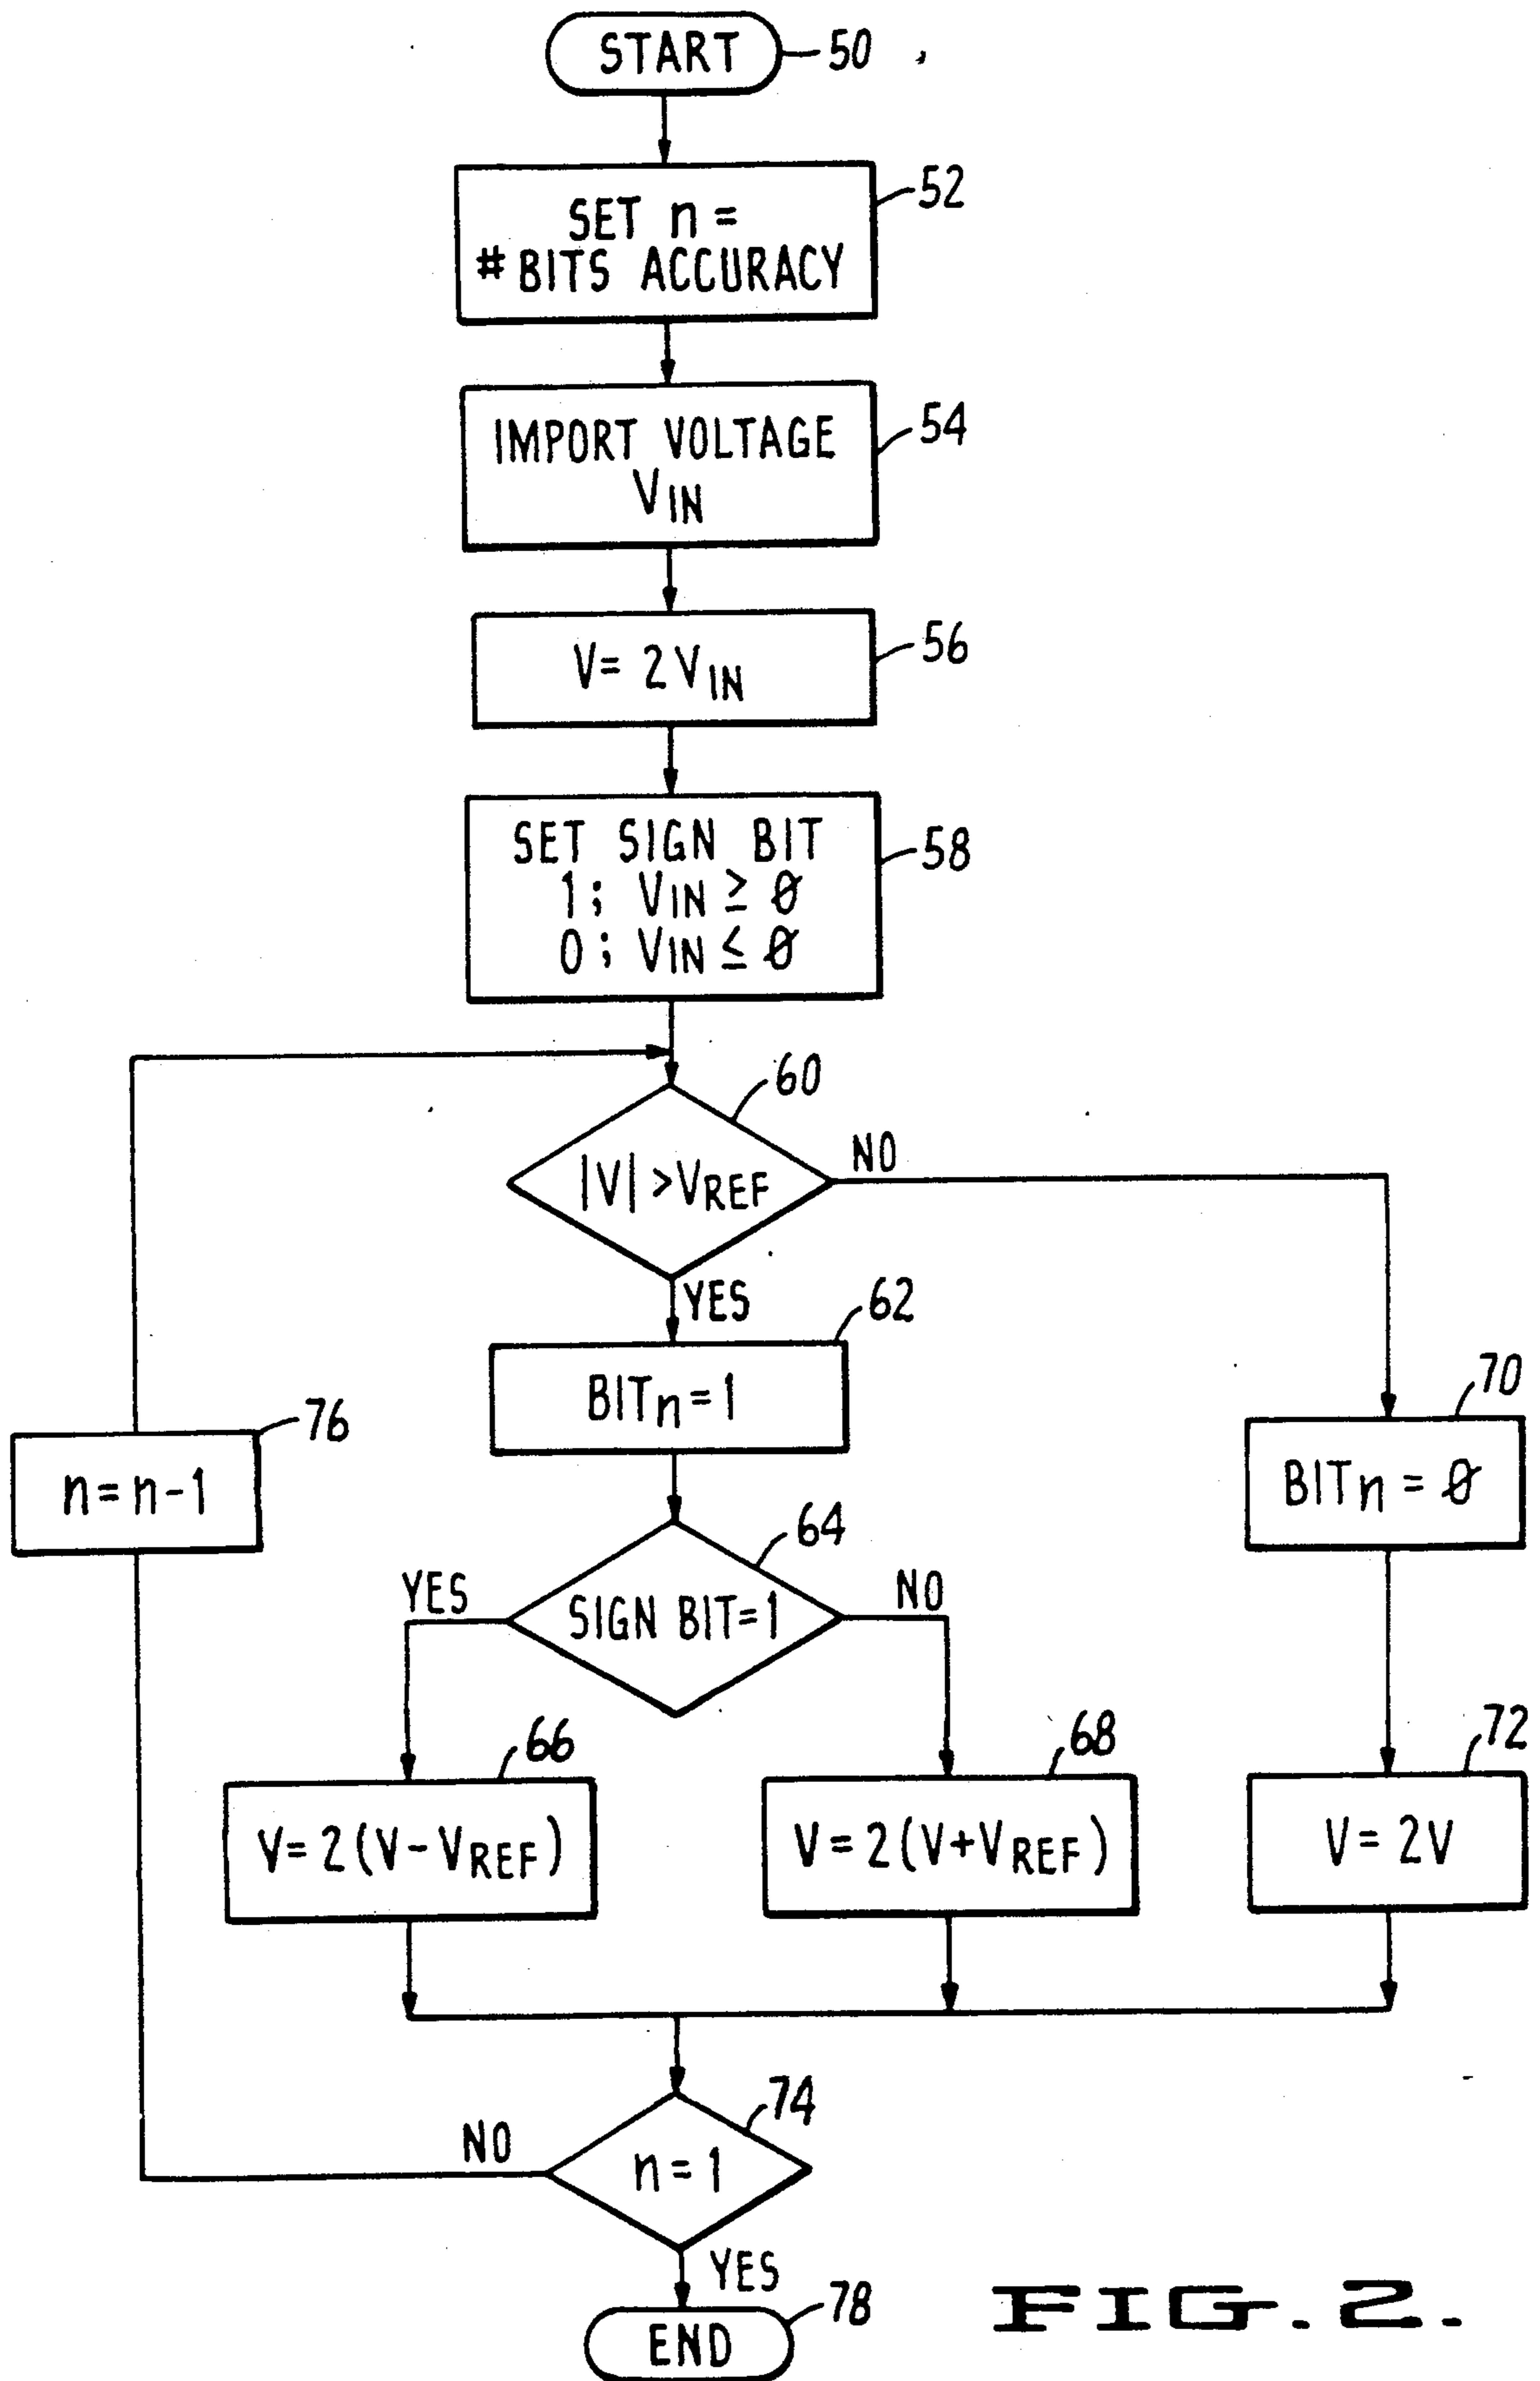 START 50
52
SET n =
# BITS ACCURACY
54
IMPORT VOLTAGE
VIN
56
V= 2VIN
58
SET SIGN BIT
1; VIN ≥ 0
0; VIN ≤ 0
60
|V| >VREF
NO
YES
62
BITn = 1
70
BITn = 0
76
n = n-1
64
SIGN BIT=1
YES
NO
66
V=2(V-VREF)
68
V=2(V+VREF)
72
V= 2V
74
n = 1
NO
YES
78
END
FIG. 2.